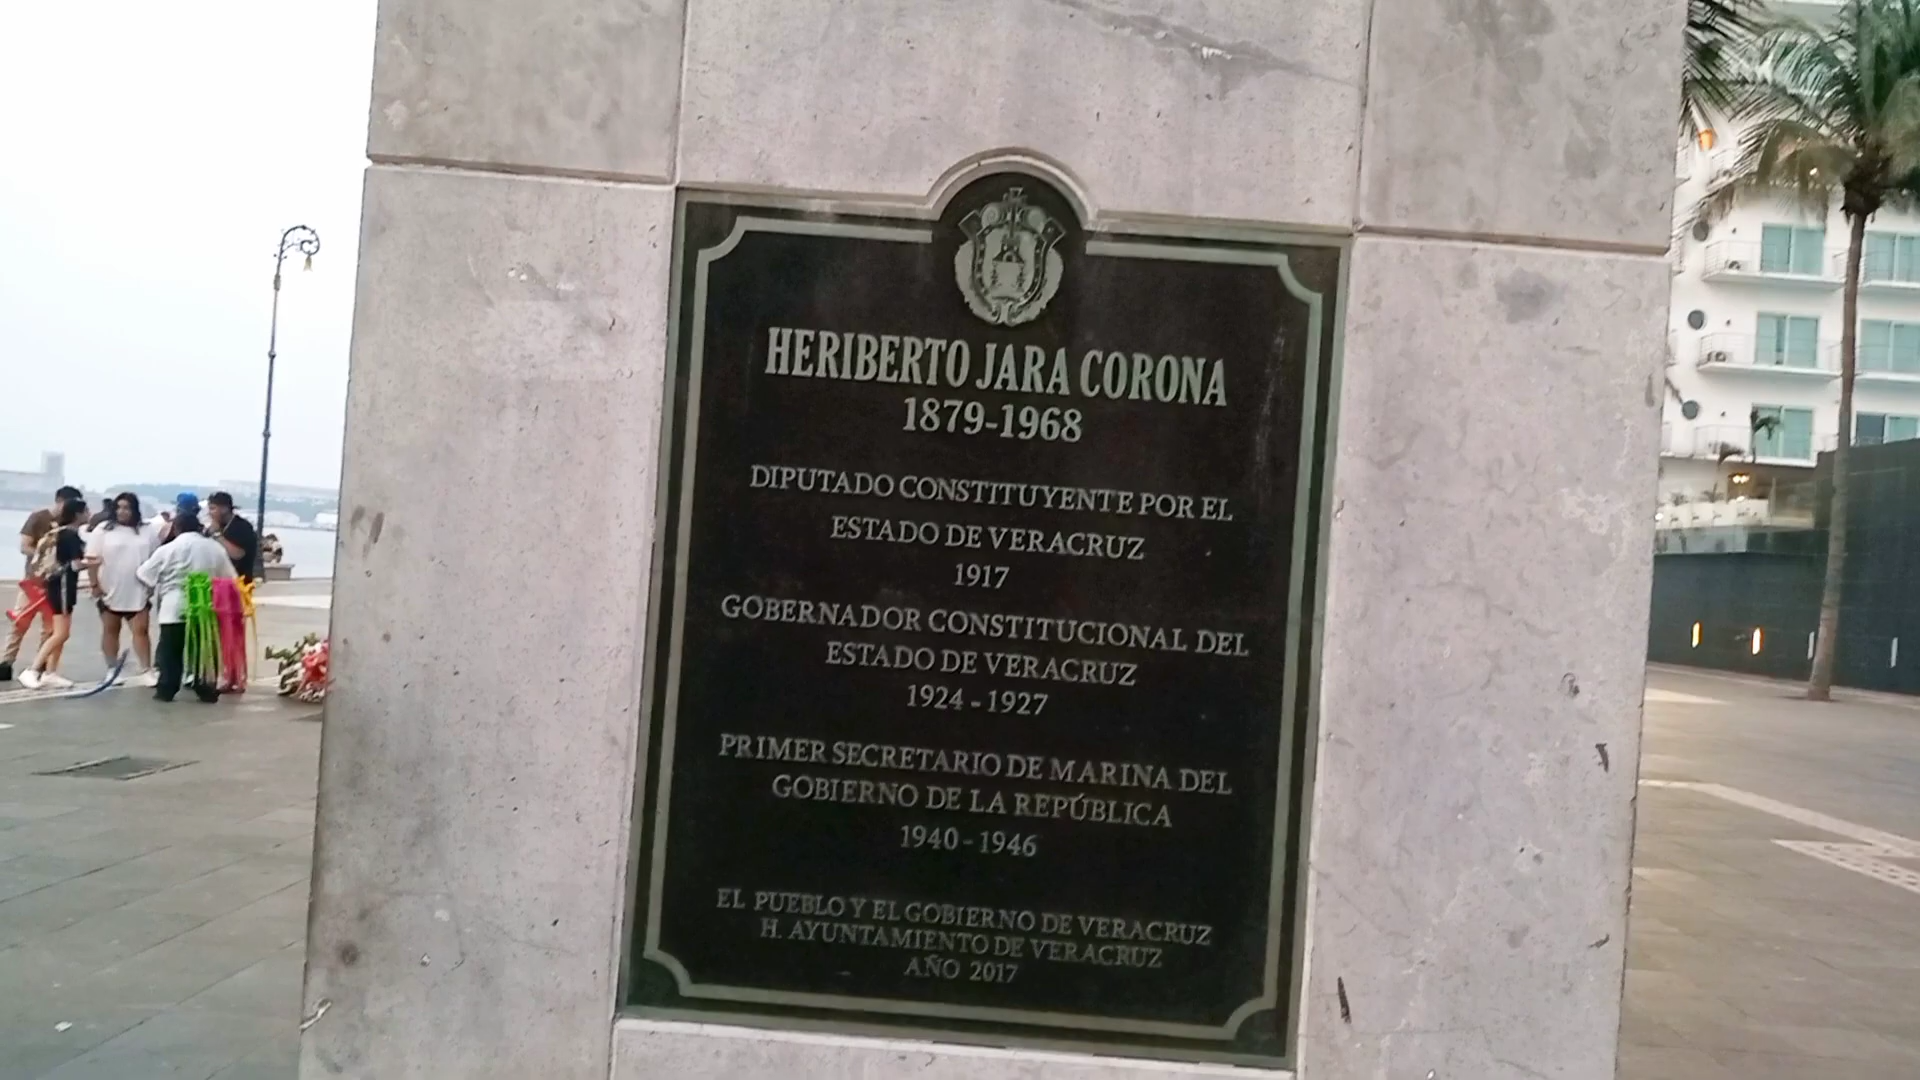 HERIBERTO JARA CORONA
1879-1968
DIPUTADO CONSTITUYENTE POR EL
ESTADO DE VERACRUZ
1917
GOBERNADOR CONSTITUCIONAL DEL
ESTADO DE VERACRUZ
1924 - 1927
PRIMER SECRETARIO DE MARINA DEL
GOBIERNO DE LA REPÚBLICA
1940 - 1946
EL PUEBLO Y EL GOBIERNO DE VERACRUZ
H. AYUNTAMIENTO DE VERACRUZ
AÑO 2017